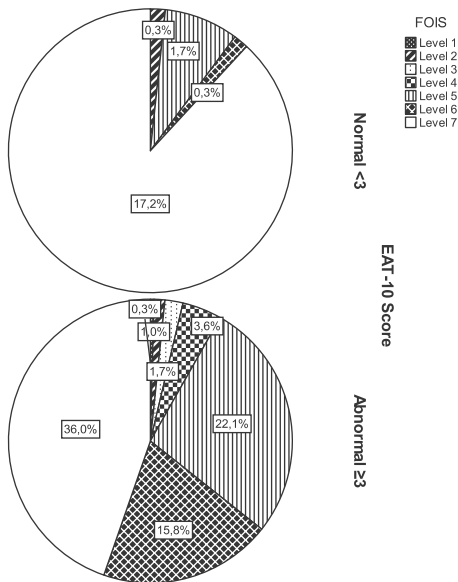 FOIS
Level 1
Level 2
Level 3
Level 4
Level 5
Level 6
Level 7
0,3%
1,7%
0,3%
17,2%
Normal <3
EAT-10 Score
0,3%
1,0%
1,7%
3,6%
22,1%
15,8%
36,0%
Abnormal ≥3